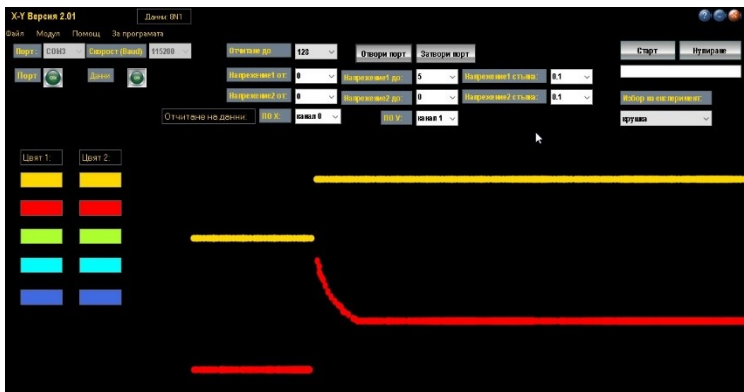 X-Y Версия 2.01
Данни: 8N1
Файл Модул Помощ За програмата
Порт: COM3 Скорост (Baud) 115200 Отчитане до 128 Отвори порт Затвори порт Старт Нулиране
Порт Данни Напрежение1 от: 0 Напрежение1 до: 5 Напрежение1 стъпка: 0.1
Напрежение2 от: 0 Напрежение2 до: 0 Напрежение2 стъпка: 0.1 Избор на експеримент:
Отчитане на данни: ПО X: канал 0 ПО У: канал 1 крушка
Цвят 1: Цвят 2: